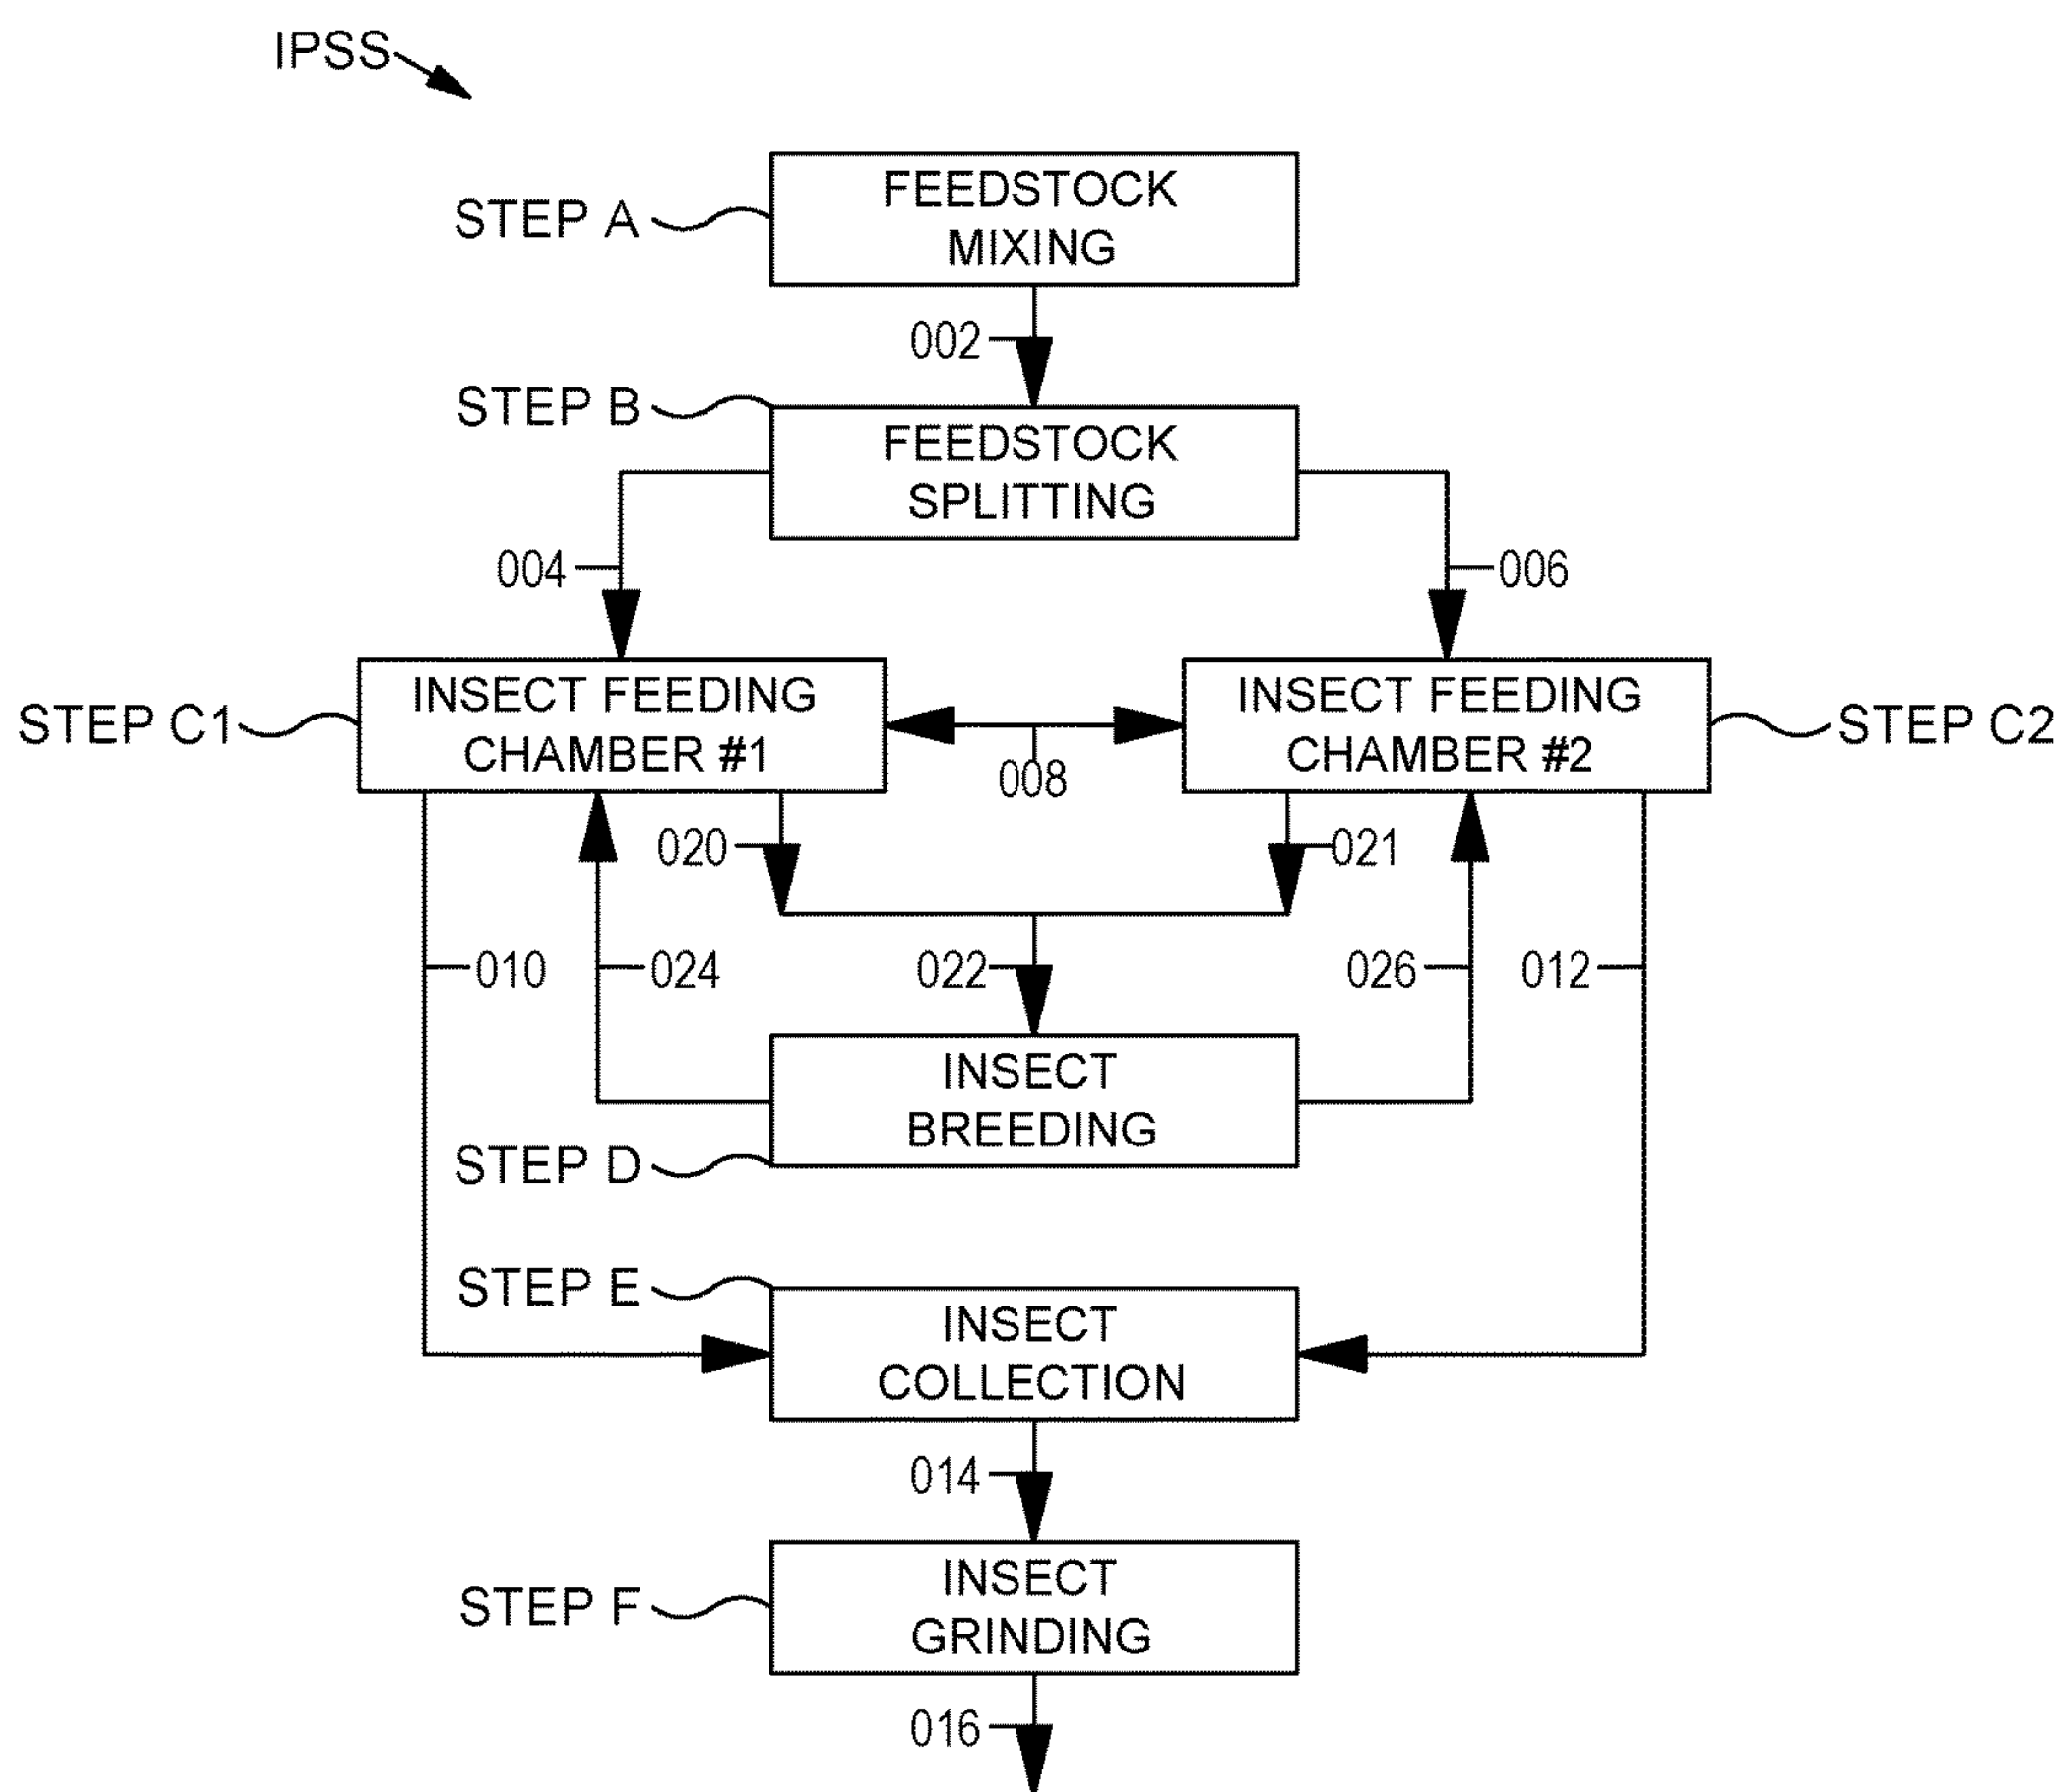 IPSS
STEP A
FEEDSTOCK
MIXING
002
STEP B
FEEDSTOCK
SPLITTING
004
006
STEP C1
INSECT FEEDING
CHAMBER #1
008
INSECT FEEDING
CHAMBER #2
STEP C2
020
021
010
024
022
026
012
INSECT
BREEDING
STEP D
STEP E
INSECT
COLLECTION
014
STEP F
INSECT
GRINDING
016